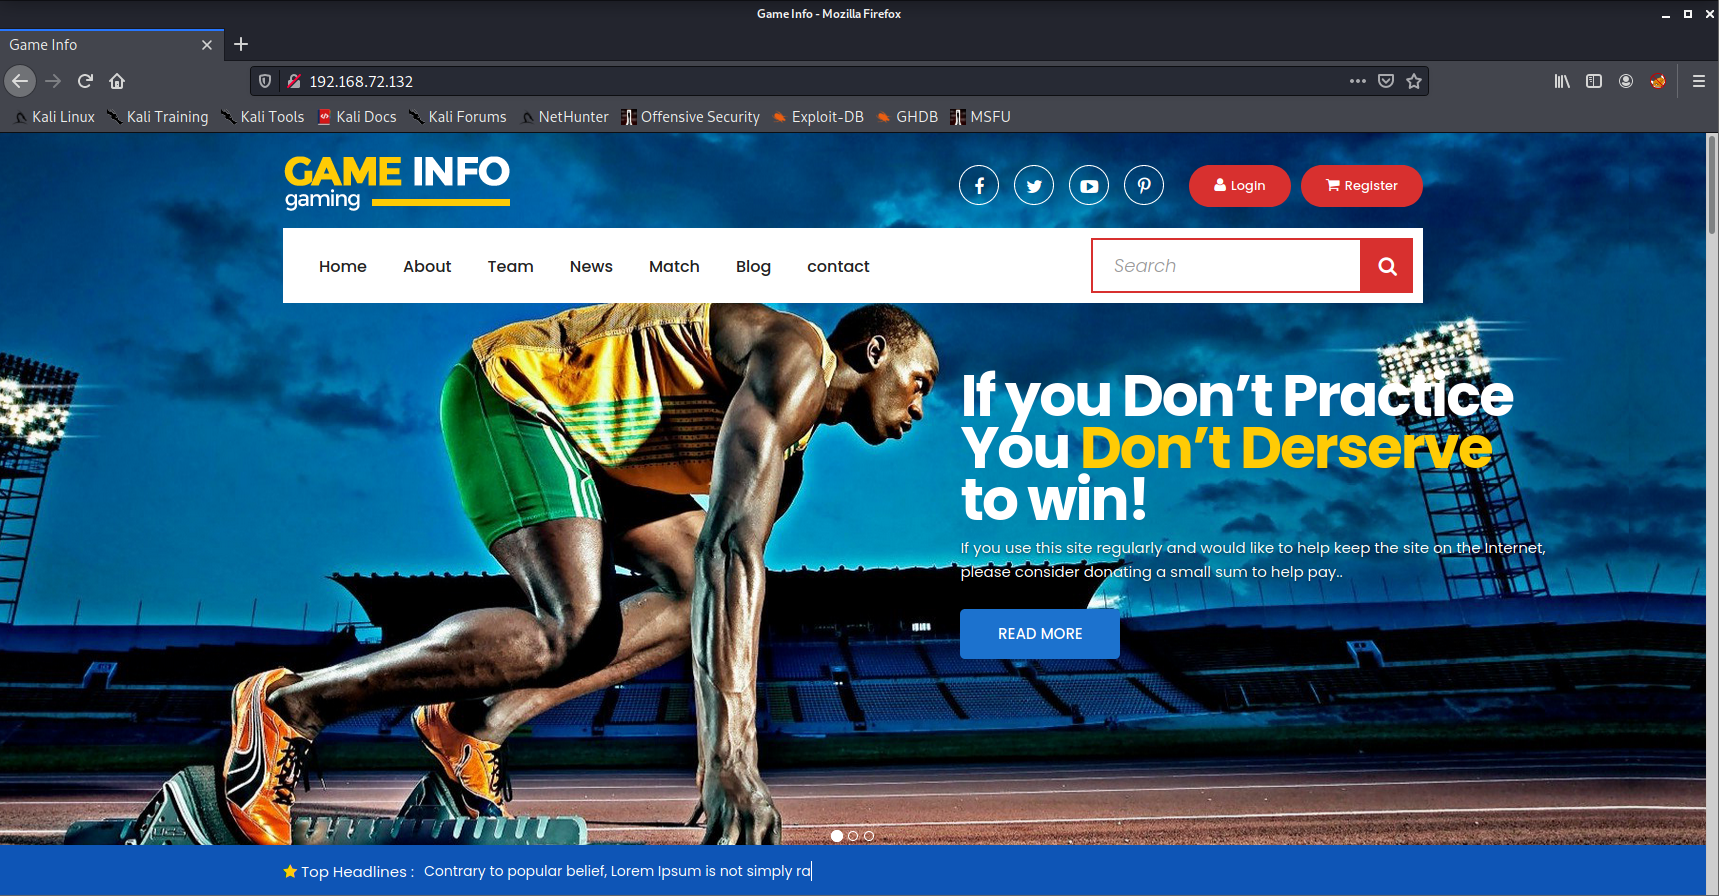 Game Info - Mozilla Firefox
Game Info
192.168.72.132
Kali Linux Kali Training Kali Tools Kali Docs Kali Forums NetHunter Offensive Security Exploit-DB GHDB MSFU
GAME INFO
gaming
Login Register
Home About Team News Match Blog contact Search
If you Don’t Practice
You Don’t Derserve
to win!
If you use this site regularly and would like to help keep the site on the Internet,
please consider donating a small sum to help pay..
READ MORE
Top Headlines : Contrary to popular belief, Lorem Ipsum is not simply ra